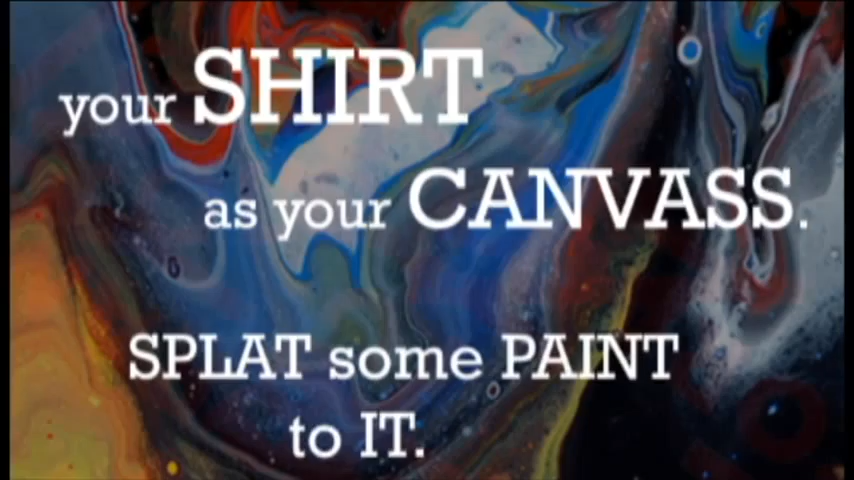 your SHIRT
as your CANVASS.
SPLAT some PAINT
to IT.